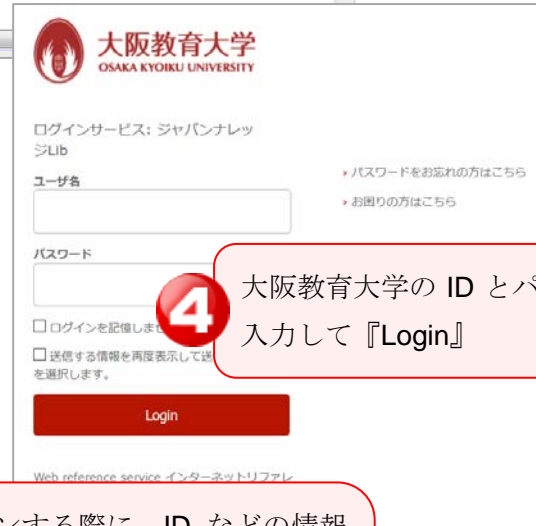 大阪教育大学
OSAKA KYOIKU UNIVERSITY
ログインサービス: ジャパンナレッ
ジLib
ユーザ名
› パスワードをお忘れの方はこちら
› お困りの方はこちら
パスワード
4
大阪教育大学の ID とパ
入力して『Login』
ログインを記憶しませ
送信する情報を再度表示して送
を選択します。
Login
Web reference service インターネットリファレ
する際に、ID などの情報